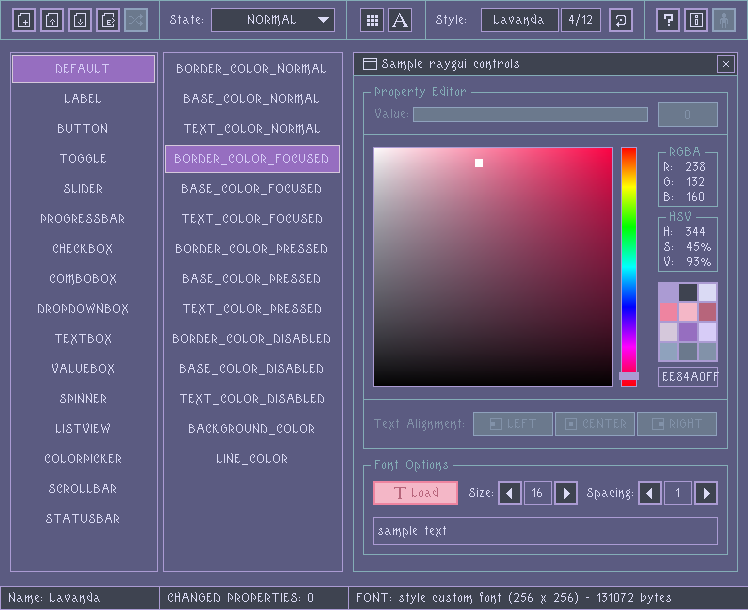 State: NORMAL Style: Lavanda 4/12
DEFAULT
LABEL
BUTTON
TOGGLE
SLIDER
PROGRESSBAR
CHECKBOX
COMBOBOX
DROPDOWNBOX
TEXTBOX
VALUEBOX
SPINNER
LISTVIEW
COLORPICKER
SCROLLBAR
STATUSBAR
BORDER_COLOR_NORMAL
BASE_COLOR_NORMAL
TEXT_COLOR_NORMAL
BORDER_COLOR_FOCUSED
BASE_COLOR_FOCUSED
TEXT_COLOR_FOCUSED
BORDER_COLOR_PRESSED
BASE_COLOR_PRESSED
TEXT_COLOR_PRESSED
BORDER_COLOR_DISABLED
BASE_COLOR_DISABLED
TEXT_COLOR_DISABLED
BACKGROUND_COLOR
LINE_COLOR
Sample raygui controls
Property Editor
Value: 0
RGBA
R: 238
G: 132
B: 160
HSV
H: 344
S: 45%
V: 93%
EE84A0FF
Text Alignment: LEFT CENTER RIGHT
Font Options
Load Size: 16 Spacing: 1
sample text
Name: Lavanda CHANGED PROPERTIES: 0 FONT: style custom font (256 x 256) - 131072 bytes